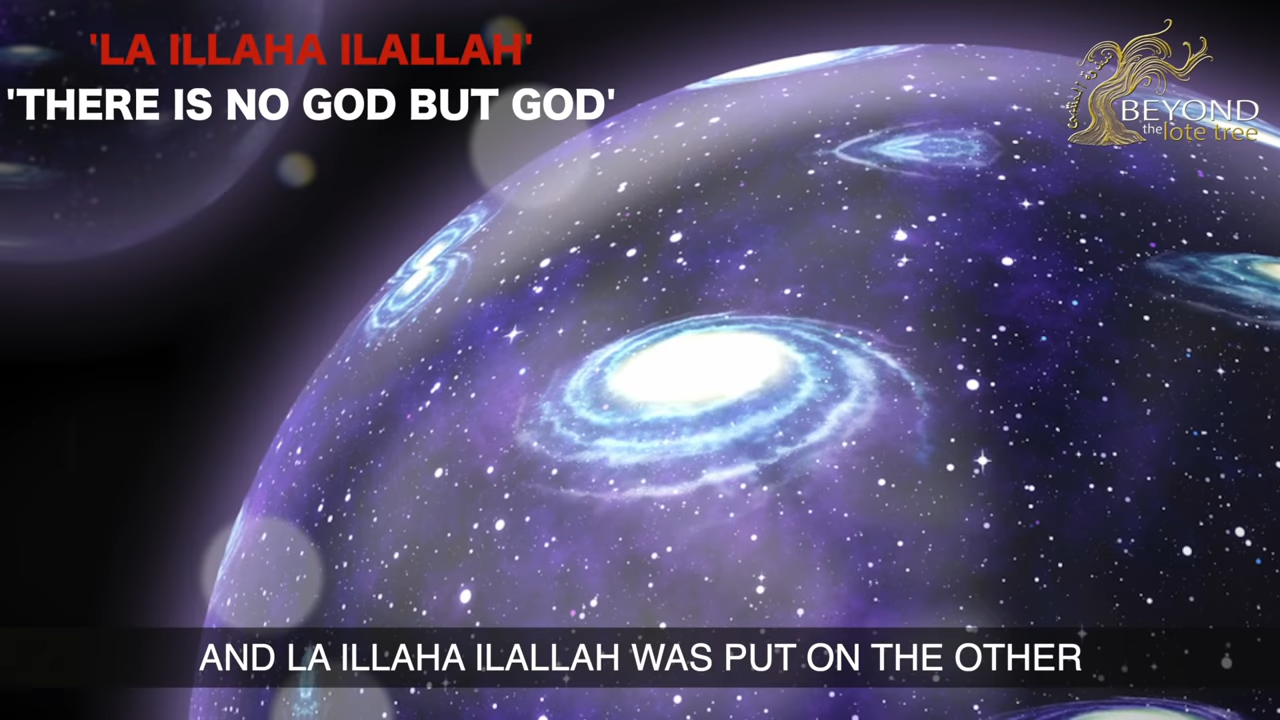 'LA ILLAHA ILALLAH'
'THERE IS NO GOD BUT GOD'
BEYOND
the lote tree
AND LA ILLAHA ILALLAH WAS PUT ON THE OTHER